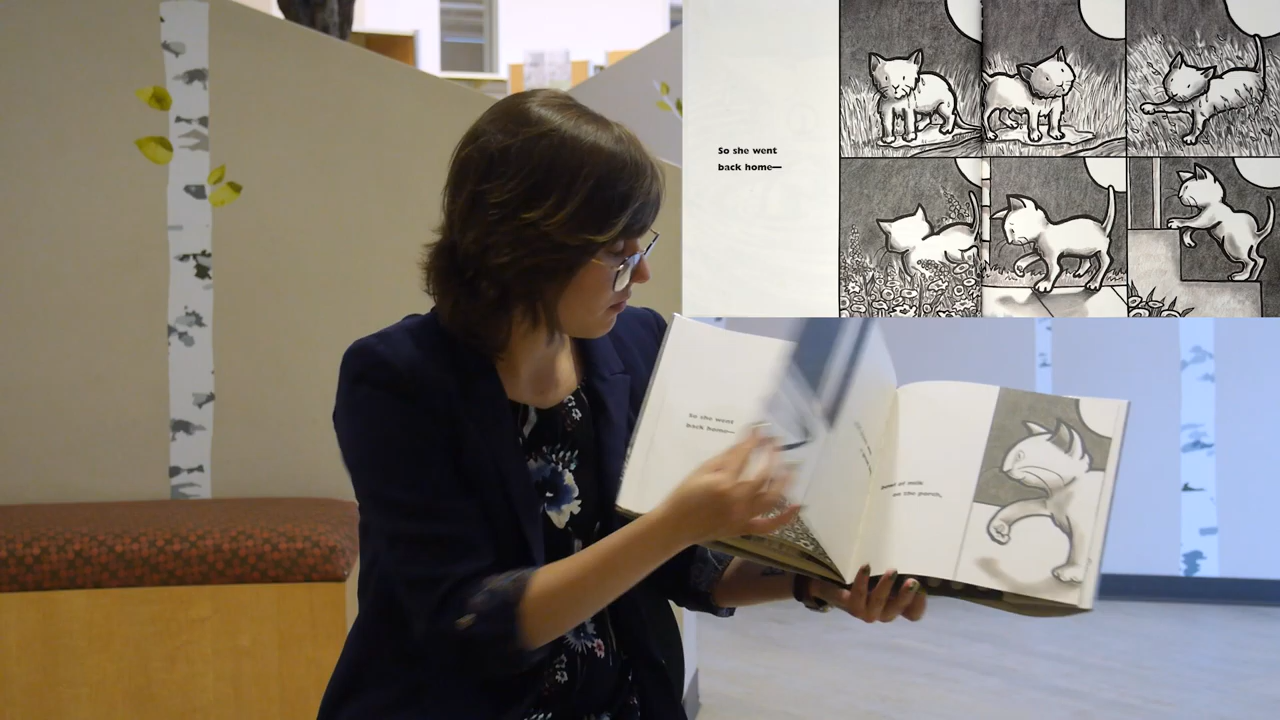 So she went
back home—
So she went
back home—
bowl of milk
on the porch,